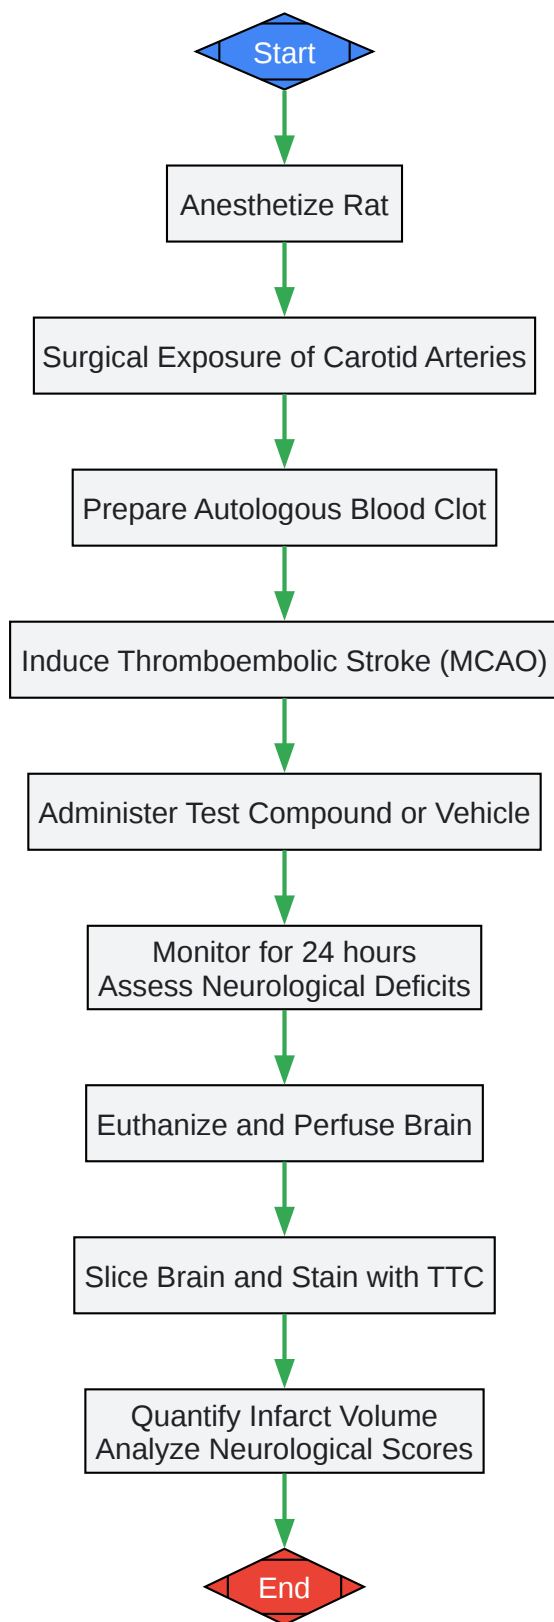 Start
Anesthetize Rat
Surgical Exposure of Carotid Arteries
Prepare Autologous Blood Clot
Induce Thromboembolic Stroke (MCAO)
Administer Test Compound or Vehicle
Monitor for 24 hours
Assess Neurological Deficits
Euthanize and Perfuse Brain
Slice Brain and Stain with TTC
Quantify Infarct Volume
Analyze Neurological Scores
End